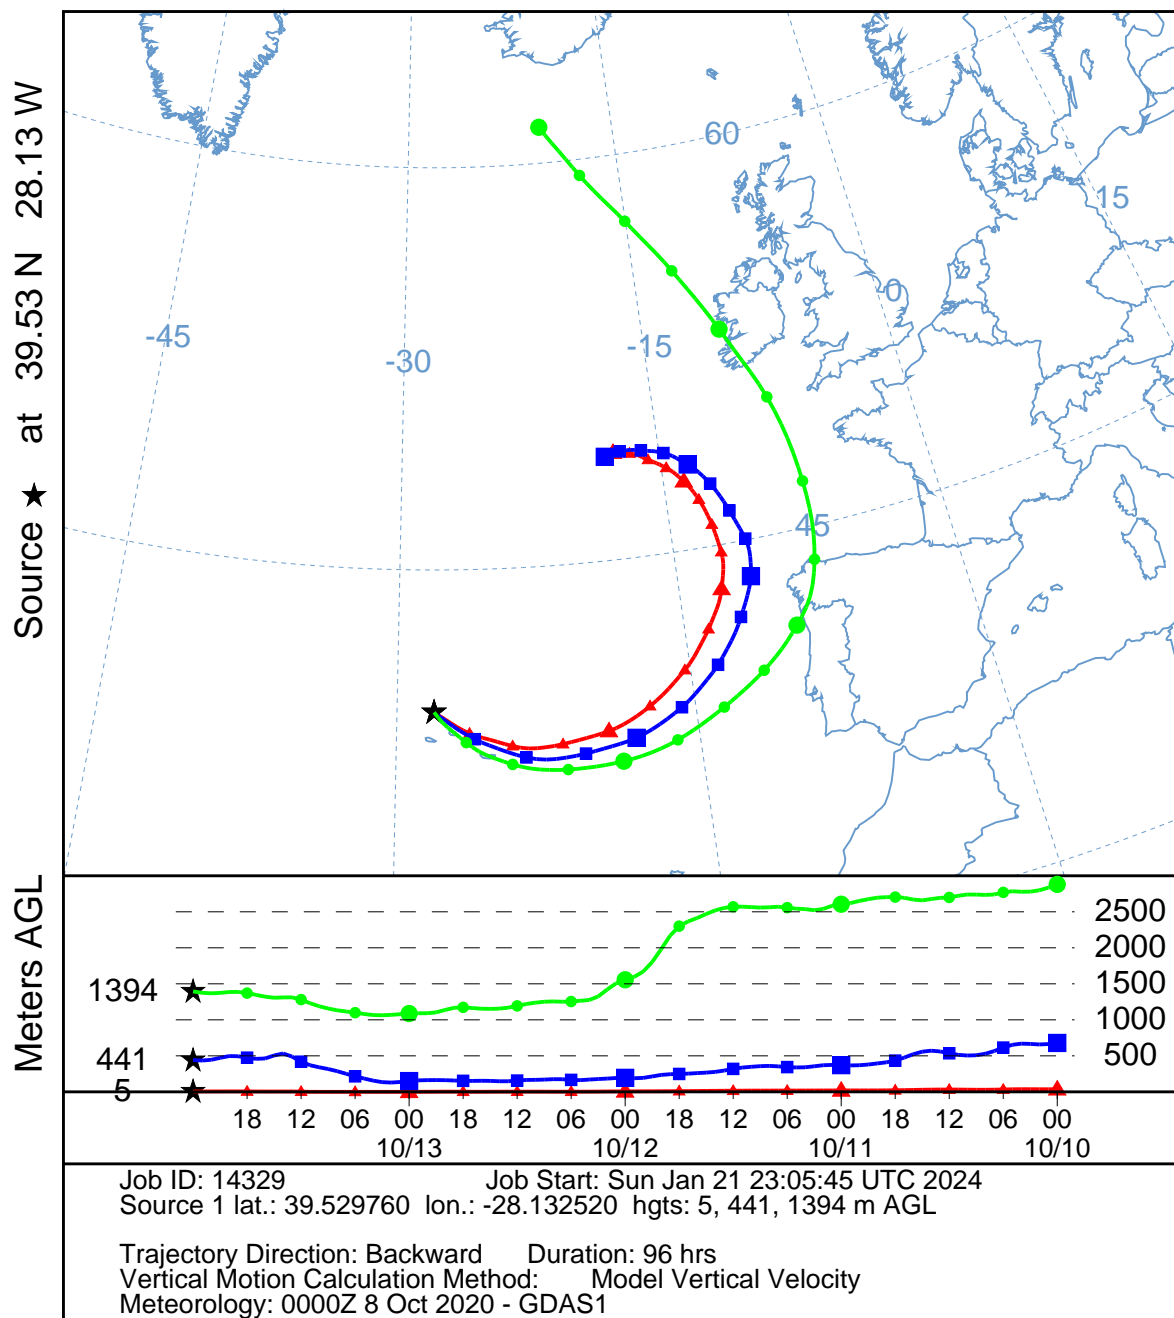 Source ★ at 39.53 N 28.13 W
60
15
0
-15
-30
-45
45
Meters AGL
1394
441
5
2500
2000
1500
1000
500
18 12 06 00 18 12 06 00 18 12 06 00 18 12 06 00
10/13 10/12 10/11 10/10
Job ID: 14329 Job Start: Sun Jan 21 23:05:45 UTC 2024
Source 1 lat.: 39.529760 lon.: -28.132520 hgts: 5, 441, 1394 m AGL
Trajectory Direction: Backward Duration: 96 hrs
Vertical Motion Calculation Method: Model Vertical Velocity
Meteorology: 0000Z 8 Oct 2020 - GDAS1